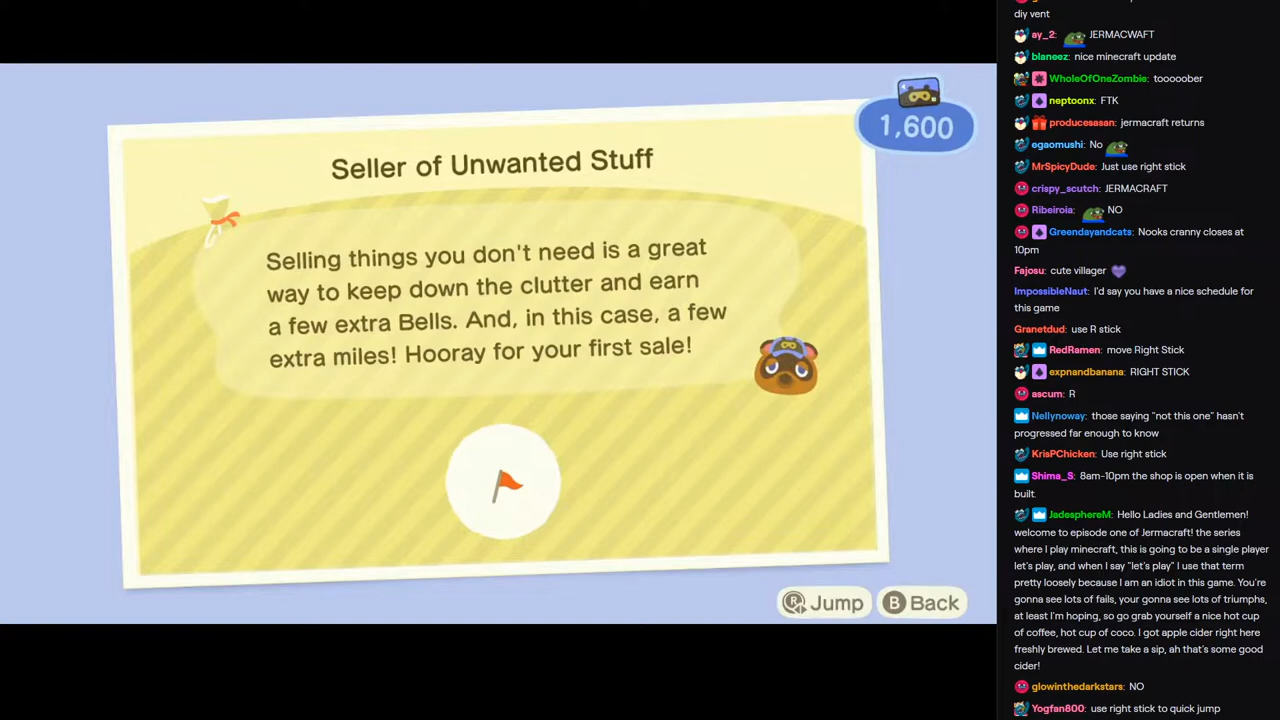 1,600
Seller of Unwanted Stuff
Selling things you don't need is a great
way to keep down the clutter and earn
a few extra Bells. And, in this case, a few
extra miles! Hooray for your first sale!
R Jump
B Back
diy vent
ay_2: JERMACWAFT
blaneez: nice minecraft update
WholeOfOneZombie: tooooober
neptoonx: FTK
producesasan: jermacraft returns
egaomushi: No
MrSpicyDude: Just use right stick
crispy_scutch: JERMACRAFT
Ribeiroia: NO
Greendayandcats: Nooks cranny closes at
10pm
Fajosu: cute villager
ImpossibleNaut: I'd say you have a nice schedule for
this game
Granetdud: use R stick
RedRamen: move Right Stick
expnandbanana: RIGHT STICK
ascum: R
Nellynoway: those saying "not this one" hasn't
progressed far enough to know
KrisPChicken: Use right stick
Shima_S: 8am-10pm the shop is open when it is
built.
JadesphereM: Hello Ladies and Gentlemen!
welcome to episode one of Jermacraft! the series
where I play minecraft, this is going to be a single player
let's play, and when I say "let's play" I use that term
pretty loosely because I am an idiot in this game. You're
gonna see lots of fails, your gonna see lots of triumphs,
at least I'm hoping, so go grab yourself a nice hot cup
of coffee, hot cup of coco. I got apple cider right here
freshly brewed. Let me take a sip, ah that's some good
cider!
glowinthedarkstars: NO
Yogfan800: use right stick to quick jump